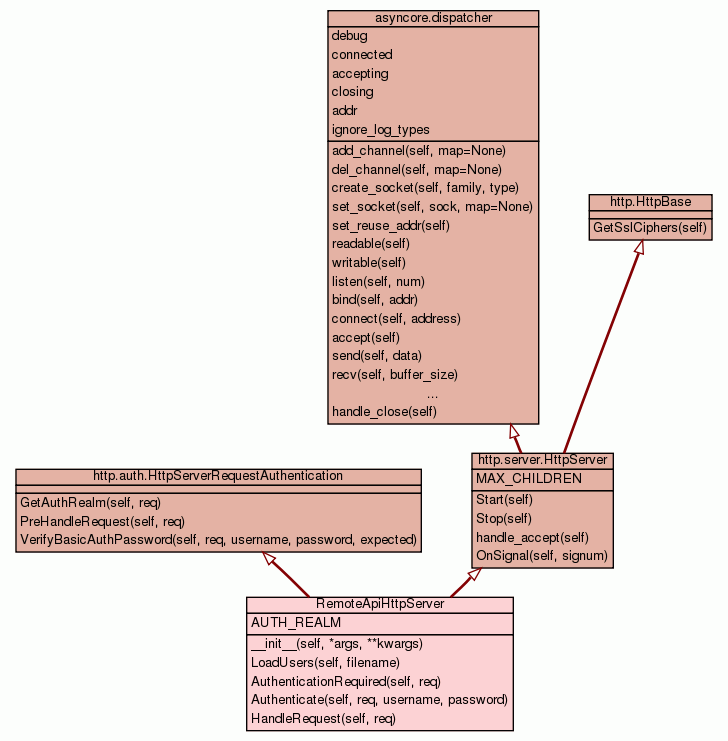 asyncore.dispatcher
debug
connected
accepting
closing
addr
ignore_log_types
add_channel(self, map=None)
del_channel(self, map=None)
create_socket(self, family, type)
set_socket(self, sock, map=None)
set_reuse_addr(self)
readable(self)
writable(self)
listen(self, num)
bind(self, addr)
connect(self, address)
accept(self)
send(self, data)
recv(self, buffer_size)
...
handle_close(self)
http.HttpBase
GetSslCiphers(self)
http.server.HttpServer
MAX_CHILDREN
Start(self)
Stop(self)
handle_accept(self)
OnSignal(self, signum)
http.auth.HttpServerRequestAuthentication
GetAuthRealm(self, req)
PreHandleRequest(self, req)
VerifyBasicAuthPassword(self, req, username, password, expected)
RemoteApiHttpServer
AUTH_REALM
__init__(self, *args, **kwargs)
LoadUsers(self, filename)
AuthenticationRequired(self, req)
Authenticate(self, req, username, password)
HandleRequest(self, req)